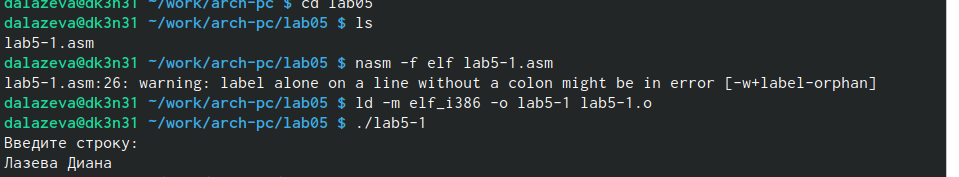 dalazeva@dk3n31 ~/work/arch-pc $ cd lab05
dalazeva@dk3n31 ~/work/arch-pc/lab05 $ ls
lab5-1.asm
dalazeva@dk3n31 ~/work/arch-pc/lab05 $ nasm -f elf lab5-1.asm
lab5-1.asm:26: warning: label alone on a line without a colon might be in error [-w+label-orphan]
dalazeva@dk3n31 ~/work/arch-pc/lab05 $ ld -m elf_i386 -o lab5-1 lab5-1.o
dalazeva@dk3n31 ~/work/arch-pc/lab05 $ ./lab5-1
Введите строку:
Лазева Диана